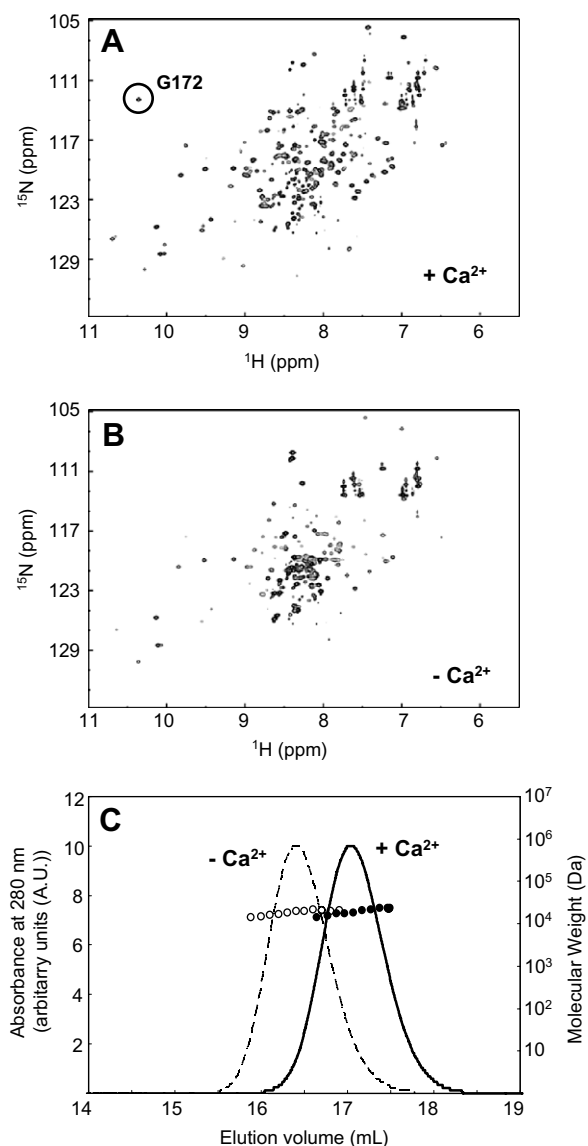 A
G172
+ Ca²⁺
105
111
117
123
129
¹⁵N (ppm)
11 10 9 8 7 6
¹H (ppm)
B
- Ca²⁺
105
111
117
123
129
¹⁵N (ppm)
11 10 9 8 7 6
¹H (ppm)
C
- Ca²⁺
+ Ca²⁺
12
10
8
6
4
2
Absorbance at 280 nm
(arbitarry units (A.U.))
10⁷
10⁶
10⁵
10⁴
10³
10²
10
Molecular Weight (Da)
14 15 16 17 18 19
Elution volume (mL)